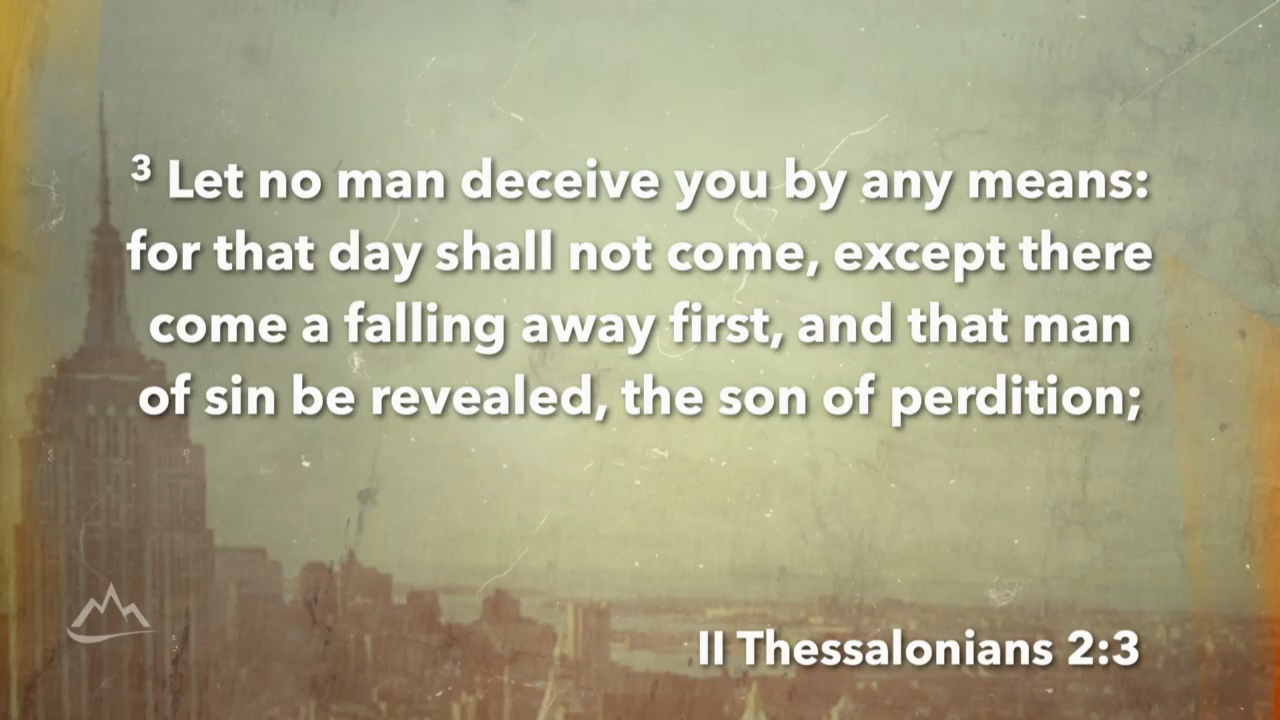 ³ Let no man deceive you by any means:
for that day shall not come, except there
come a falling away first, and that man
of sin be revealed, the son of perdition;
II Thessalonians 2:3